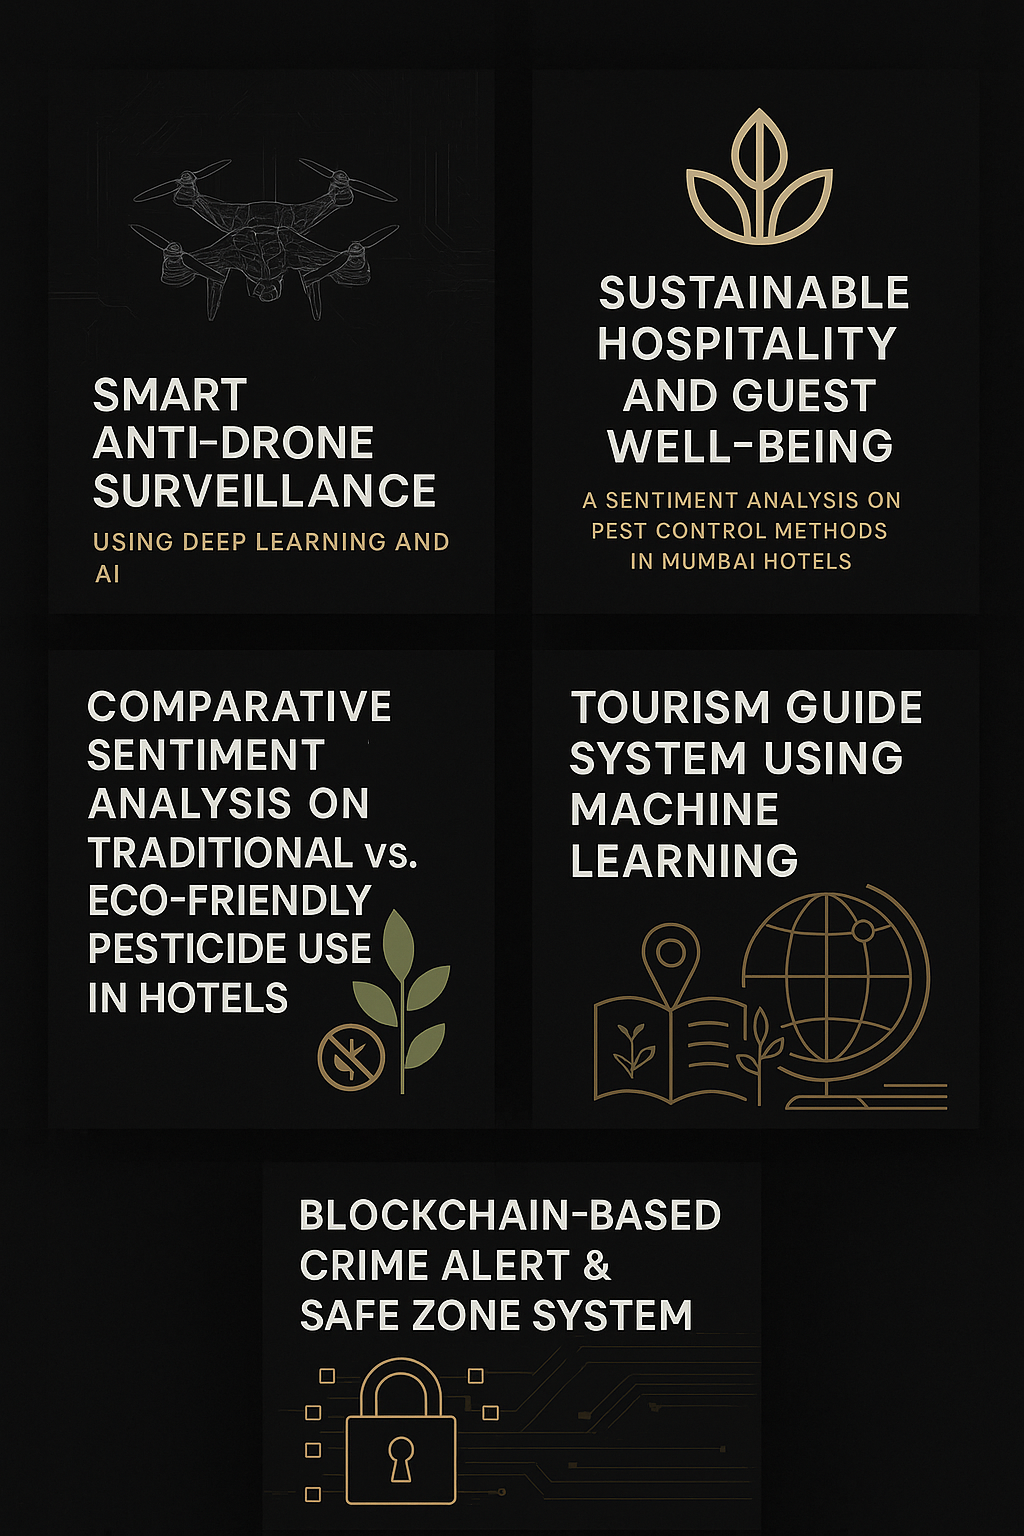 SMART
ANTI-DRONE
SURVEILLANCE
USING DEEP LEARNING AND
AI
SUSTAINABLE
HOSPITALITY
AND GUEST
WELL-BEING
A SENTIMENT ANALYSIS ON
PEST CONTROL METHODS
IN MUMBAI HOTELS
COMPARATIVE
SENTIMENT
ANALYSIS ON
TRADITIONAL vs.
ECO-FRIENDLY
PESTICIDE USE
IN HOTELS
TOURISM GUIDE
SYSTEM USING
MACHINE
LEARNING
BLOCKCHAIN-BASED
CRIME ALERT &
SAFE ZONE SYSTEM